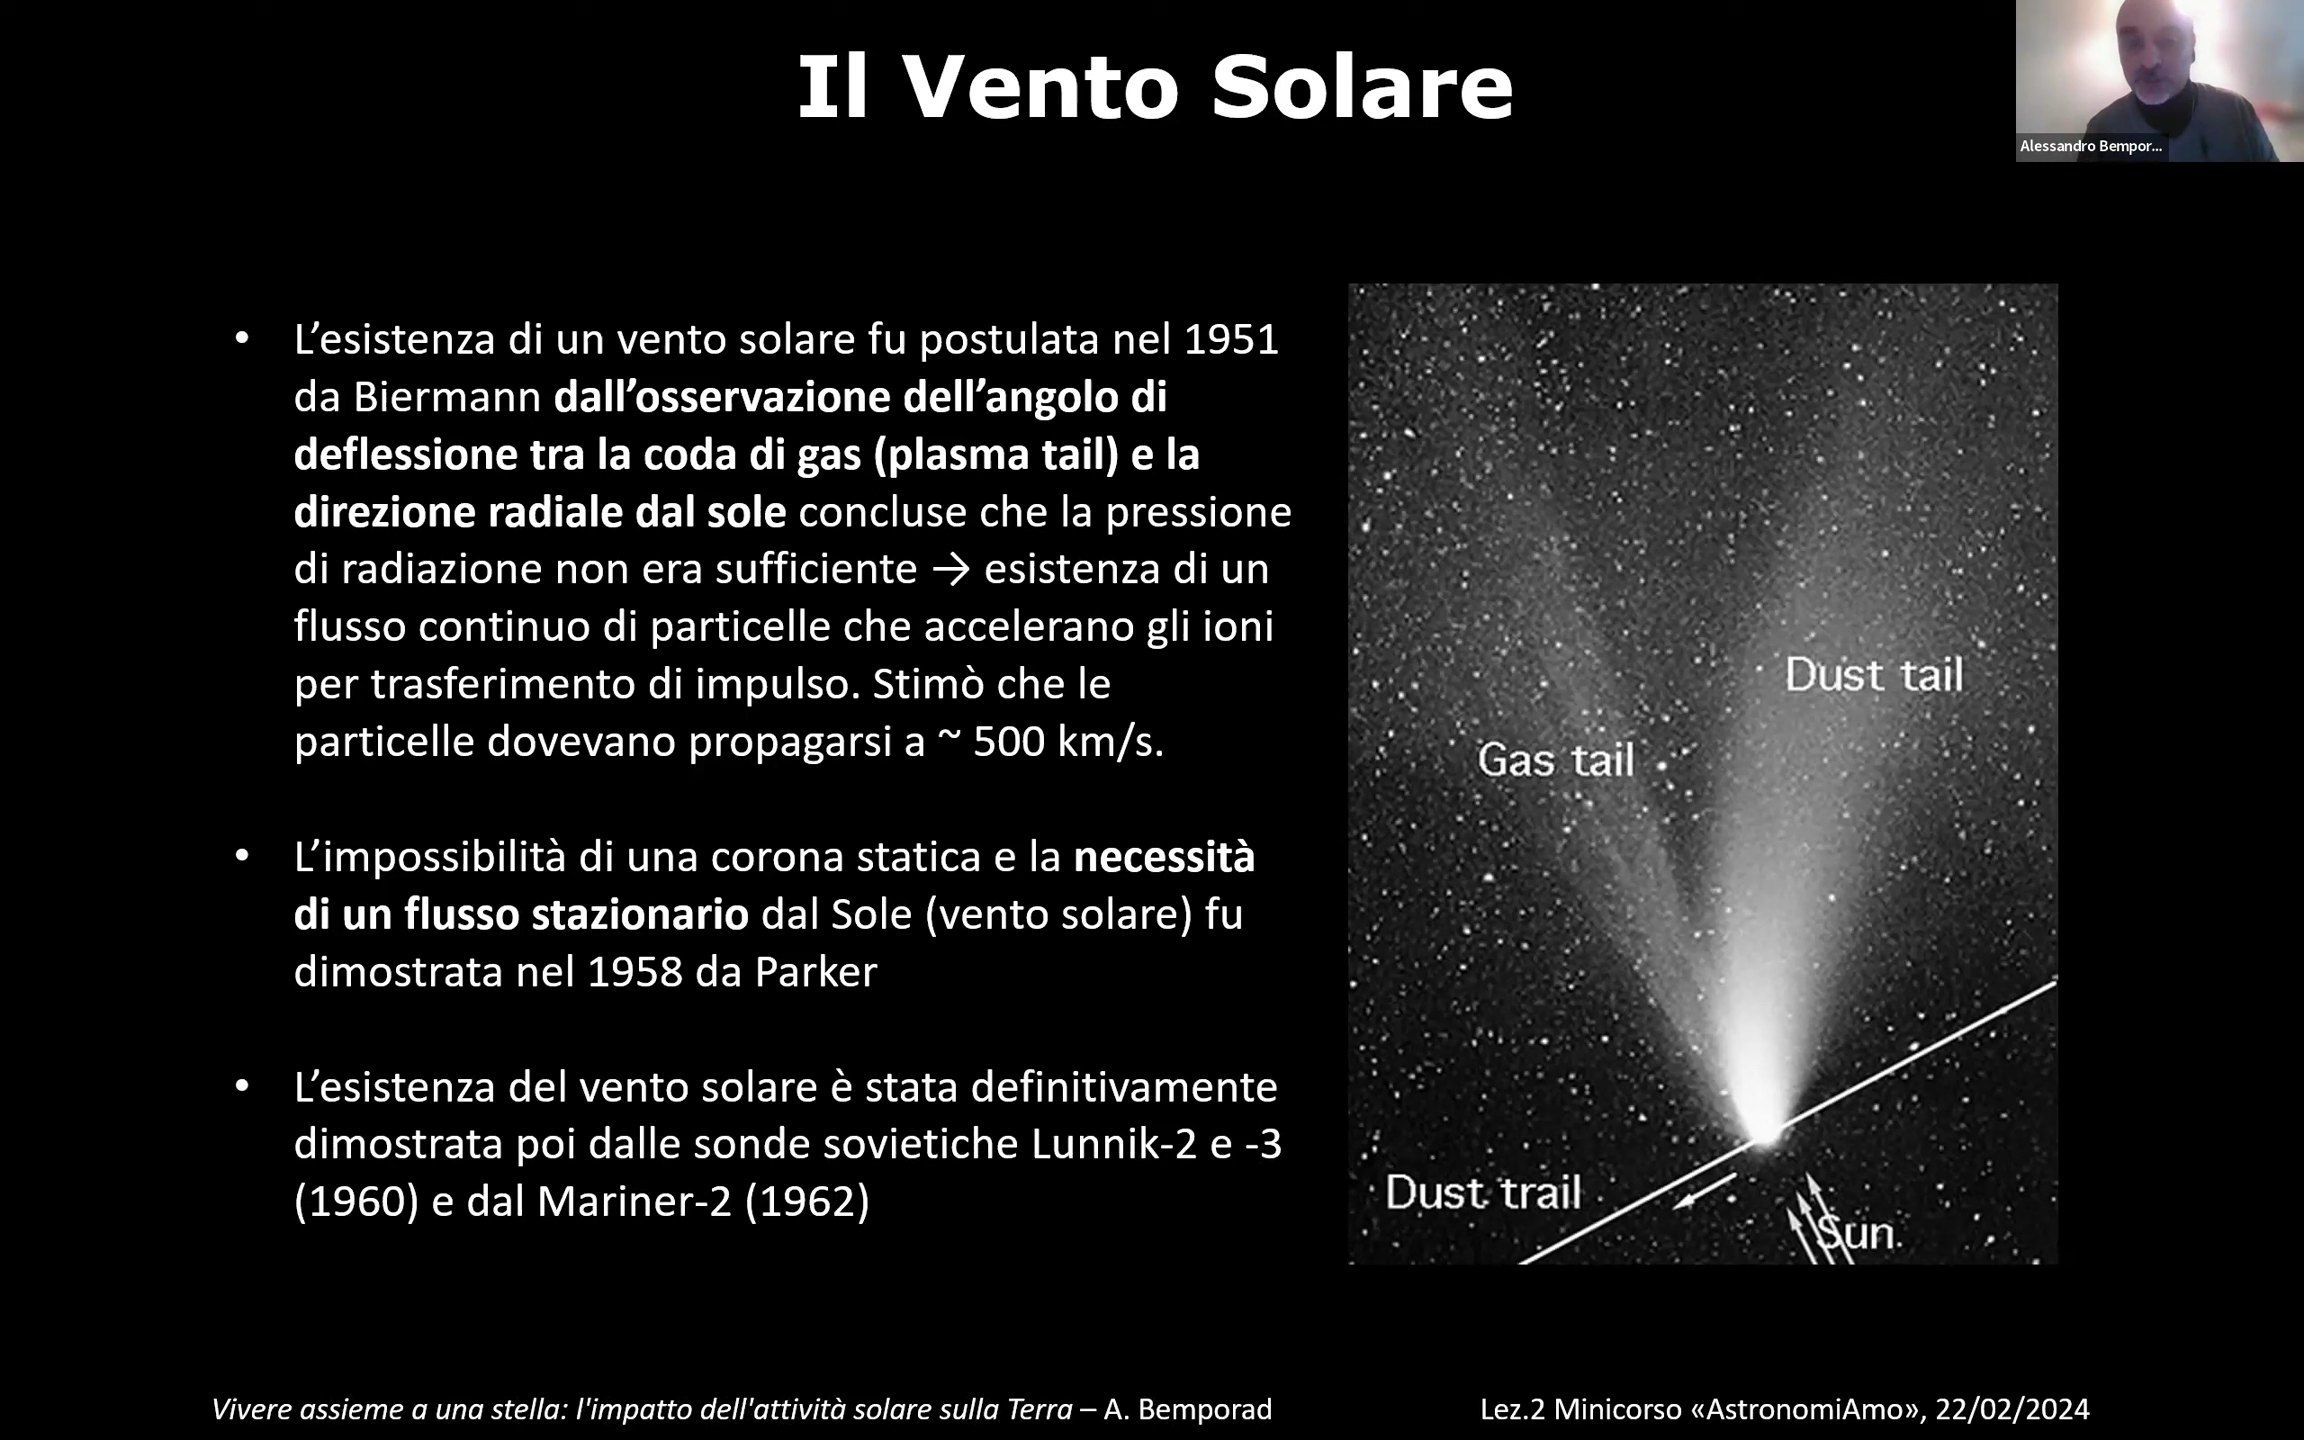 Il Vento Solare
Alessandro Bempor...
• L’esistenza di un vento solare fu postulata nel 1951
da Biermann dall’osservazione dell’angolo di
deflessione tra la coda di gas (plasma tail) e la
direzione radiale dal sole concluse che la pressione
di radiazione non era sufficiente → esistenza di un
flusso continuo di particelle che accelerano gli ioni
per trasferimento di impulso. Stimò che le
particelle dovevano propagarsi a ~ 500 km/s.
• L’impossibilità di una corona statica e la necessità
di un flusso stazionario dal Sole (vento solare) fu
dimostrata nel 1958 da Parker
• L’esistenza del vento solare è stata definitivamente
dimostrata poi dalle sonde sovietiche Lunnik-2 e -3
(1960) e dal Mariner-2 (1962)
Dust tail
Gas tail
Dust trail
Sun
Vivere assieme a una stella: l'impatto dell'attività solare sulla Terra – A. Bemporad
Lez.2 Minicorso «AstronomiAmo», 22/02/2024